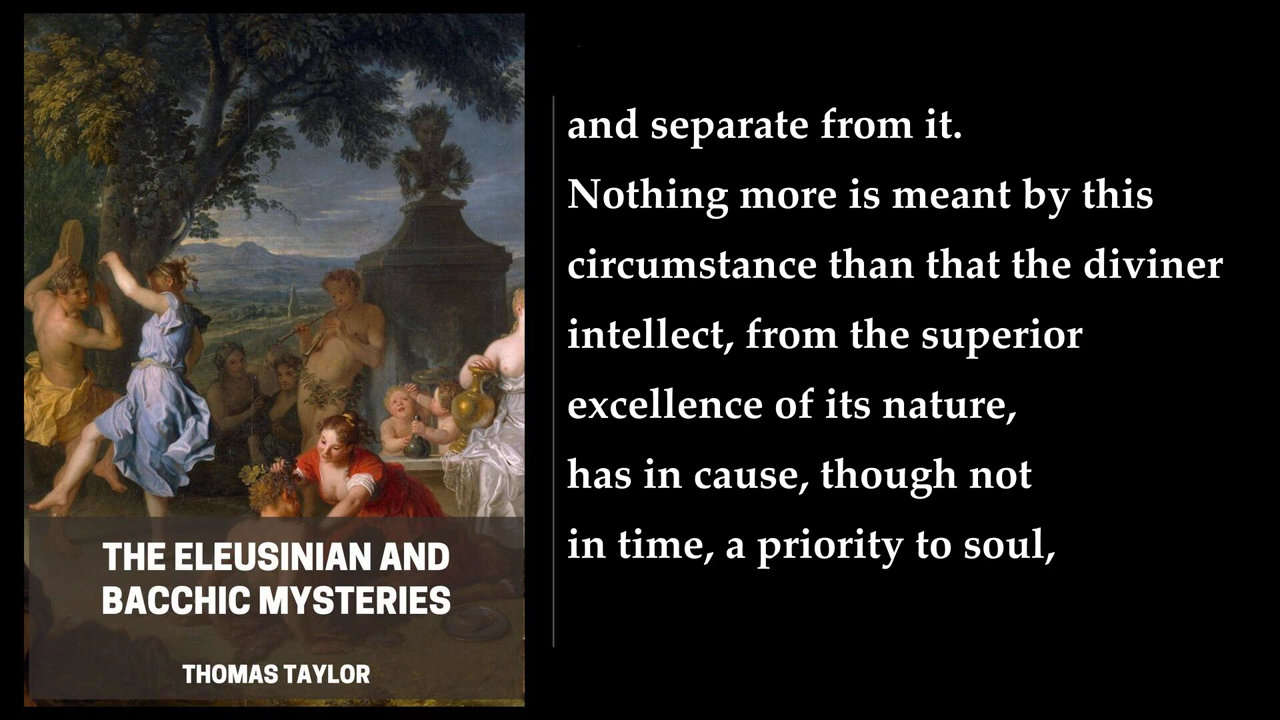 THE ELEUSINIAN AND
BACCHIC MYSTERIES
THOMAS TAYLOR
and separate from it.
Nothing more is meant by this
circumstance than that the diviner
intellect, from the superior
excellence of its nature,
has in cause, though not
in time, a priority to soul,